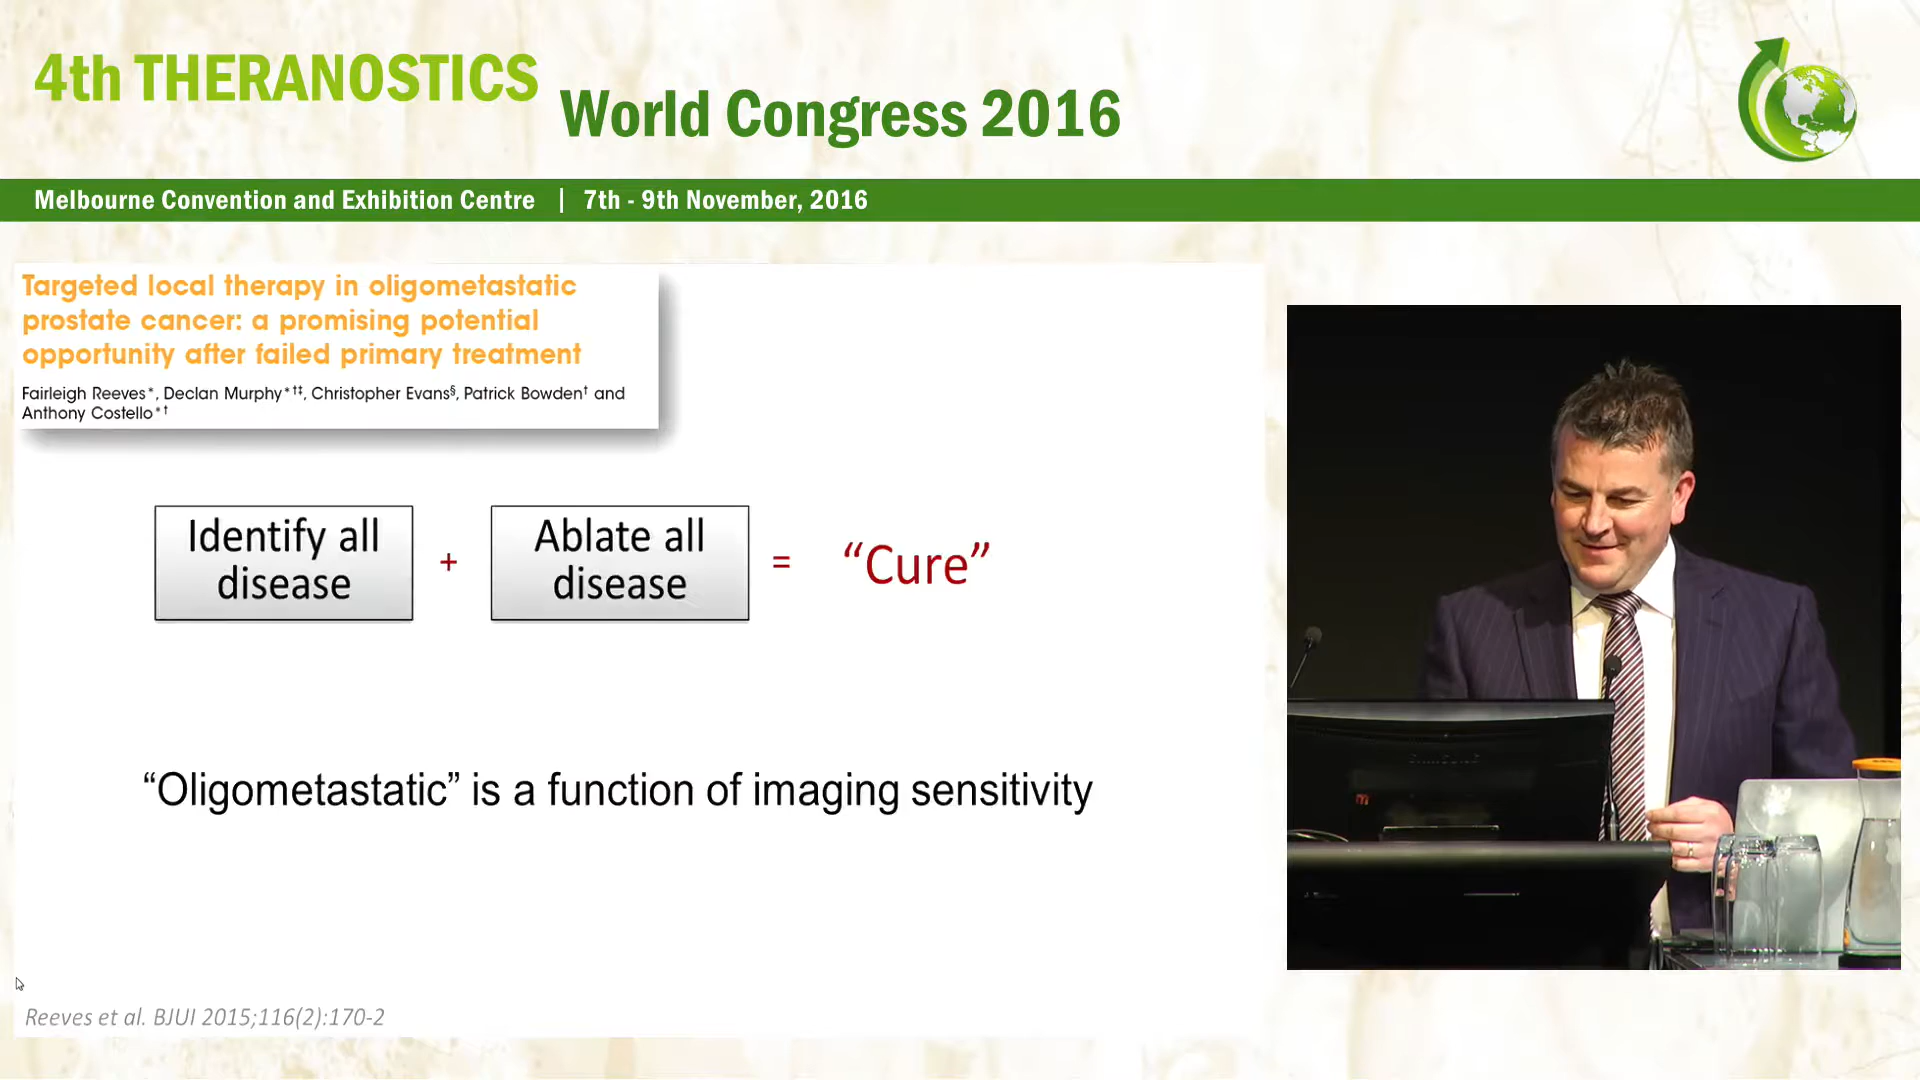 4th THERANOSTICS
World Congress 2016
Melbourne Convention and Exhibition Centre | 7th - 9th November, 2016
Targeted local therapy in oligometastatic
prostate cancer: a promising potential
opportunity after failed primary treatment
Fairleigh Reeves*, Declan Murphy*†‡, Christopher Evans§, Patrick Bowden† and
Anthony Costello*†
Identify all
disease
+
Ablate all
disease
=
“Cure”
“Oligometastatic” is a function of imaging sensitivity
Reeves et al. BJUI 2015;116(2):170-2